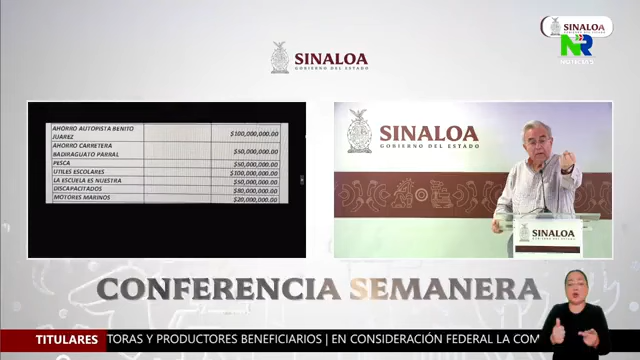 SINALOA
NR
NOTICIAS
SINALOA
GOBIERNO DEL ESTADO
AHORRO AUTOPISTA BENITO JUAREZ $100,000,000.00
AHORRO CARRETERA BADIRAGUATO PARRAL $50,000,000.00
PESCA $50,000,000.00
UTILES ESCOLARES $100,000,000.00
LA ESCUELA ES NUESTRA $50,000,000.00
DISCAPACITADOS $80,000,000.00
MOTORES MARINOS $20,000,000.00
SINALOA
GOBIERNO DEL ESTADO
SINALOA
GOBIERNO DEL ESTADO
CONFERENCIA SEMANERA
TITULARES TORAS Y PRODUCTORES BENEFICIARIOS | EN CONSIDERACIÓN FEDERAL LA COM